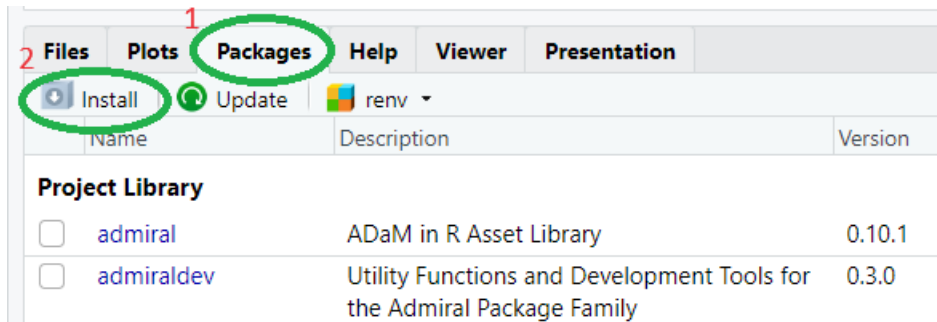 1
2 Files Plots Packages Help Viewer Presentation
Install Update renv
Name Description Version
Project Library
admiral ADaM in R Asset Library 0.10.1
admiraldev Utility Functions and Development Tools for 0.3.0
the Admiral Package Family